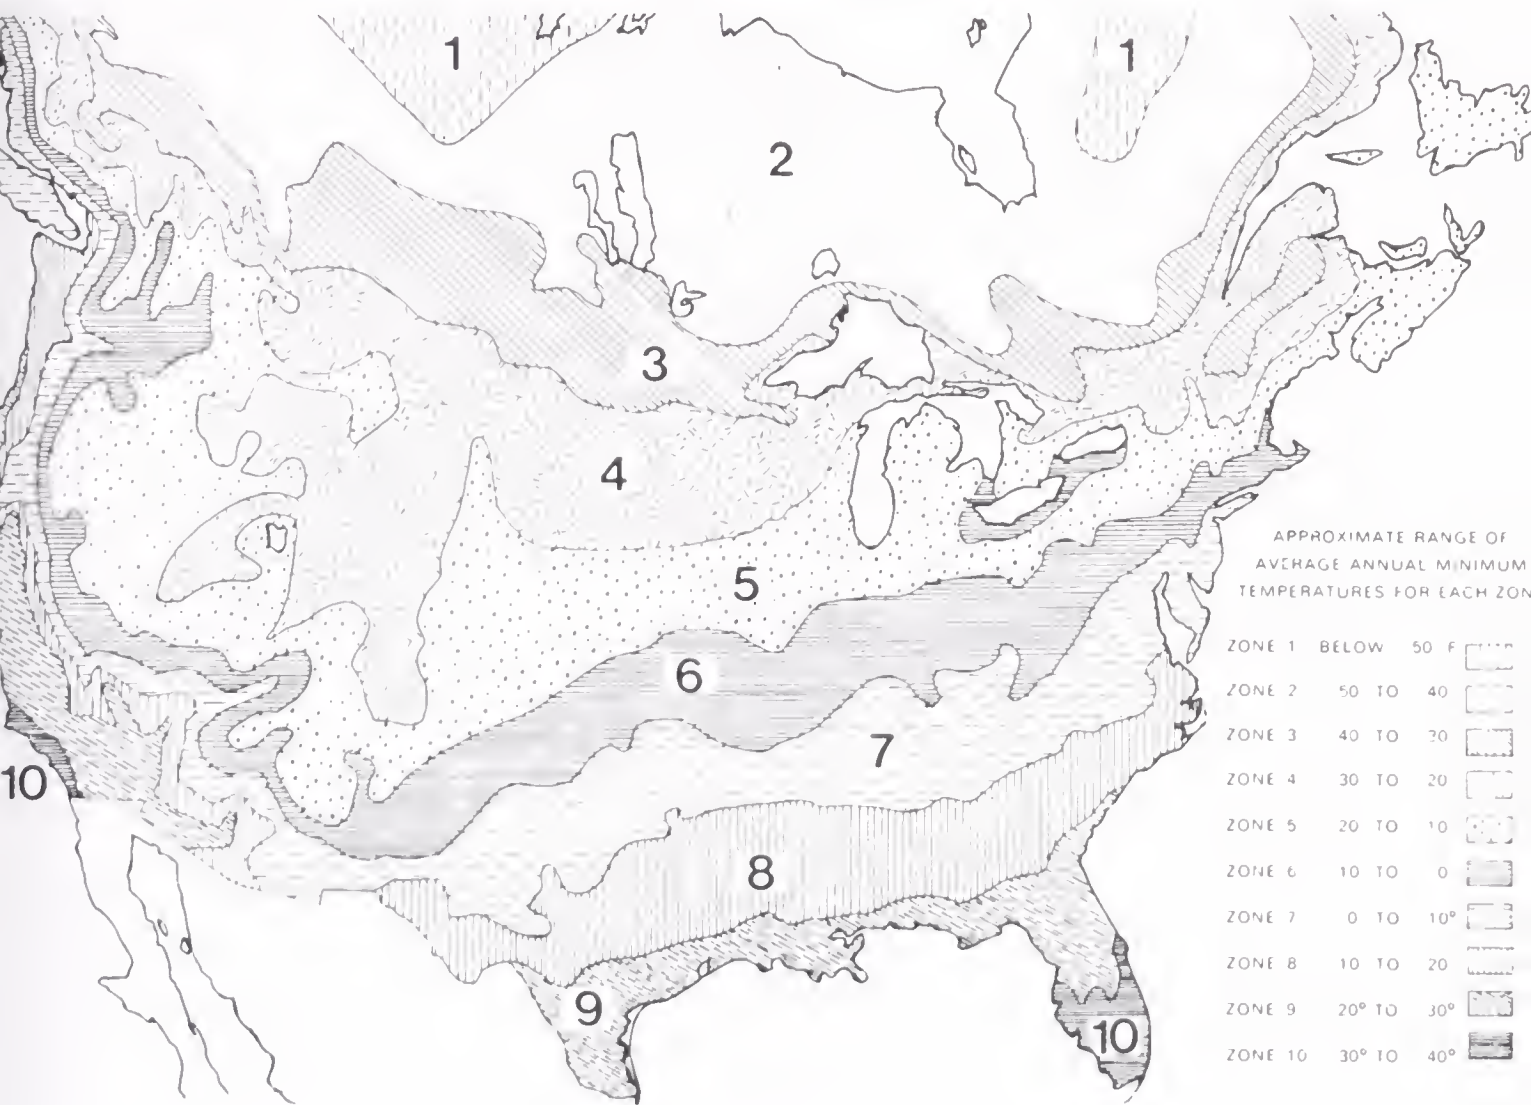 1
1
2
3
4
5
6
7
8
9
10
10
APPROXIMATE RANGE OF
AVERAGE ANNUAL MINIMUM
TEMPERATURES FOR EACH ZON
ZONE 1 BELOW 50 F
ZONE 2 50 TO 40
ZONE 3 40 TO 30
ZONE 4 30 TO 20
ZONE 5 20 TO 10
ZONE 6 10 TO 0
ZONE 7 0 TO 10°
ZONE 8 10 TO 20
ZONE 9 20° TO 30°
ZONE 10 30° TO 40°